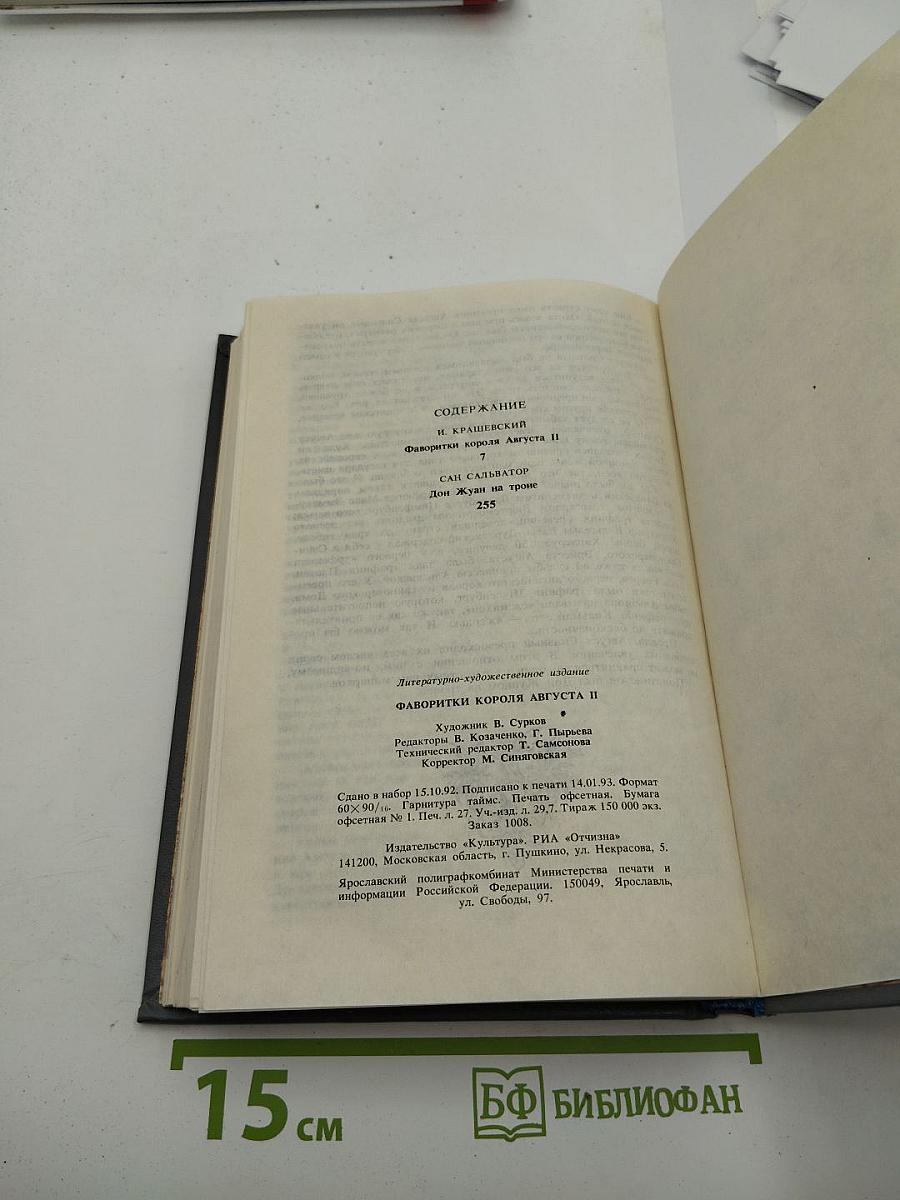 СОДЕРЖАНИЕ
И. КРАШЕВСКИЙ
Фаворитки короля Августа II
7
САН САЛЬВАТОР
Дон Жуан на троне
255
Литературно-художественное издание
ФАВОРИТКИ КОРОЛЯ АВГУСТА II
Художник В. Сурков
Редакторы В. Козаченко, Г. Пырьева
Технический редактор Т. Самсонова
Корректор М. Синяговская
Сдано в набор 15.10.92. Подписано к печати 14.01.93. Формат
60×90/16. Гарнитура таймс. Печать офсетная. Бумага
офсетная № 1. Печ. л. 27. Уч.-изд. л. 29,7. Тираж 150 000 экз.
Заказ 1008.
Издательство «Культура». РИА «Отчизна»
141200, Московская область, г. Пушкино, ул. Некрасова, 5.
Ярославский полиграфкомбинат Министерства печати и
информации Российской Федерации. 150049, Ярославль,
ул. Свободы, 97.
15 см
БФ БИБЛИОФАН